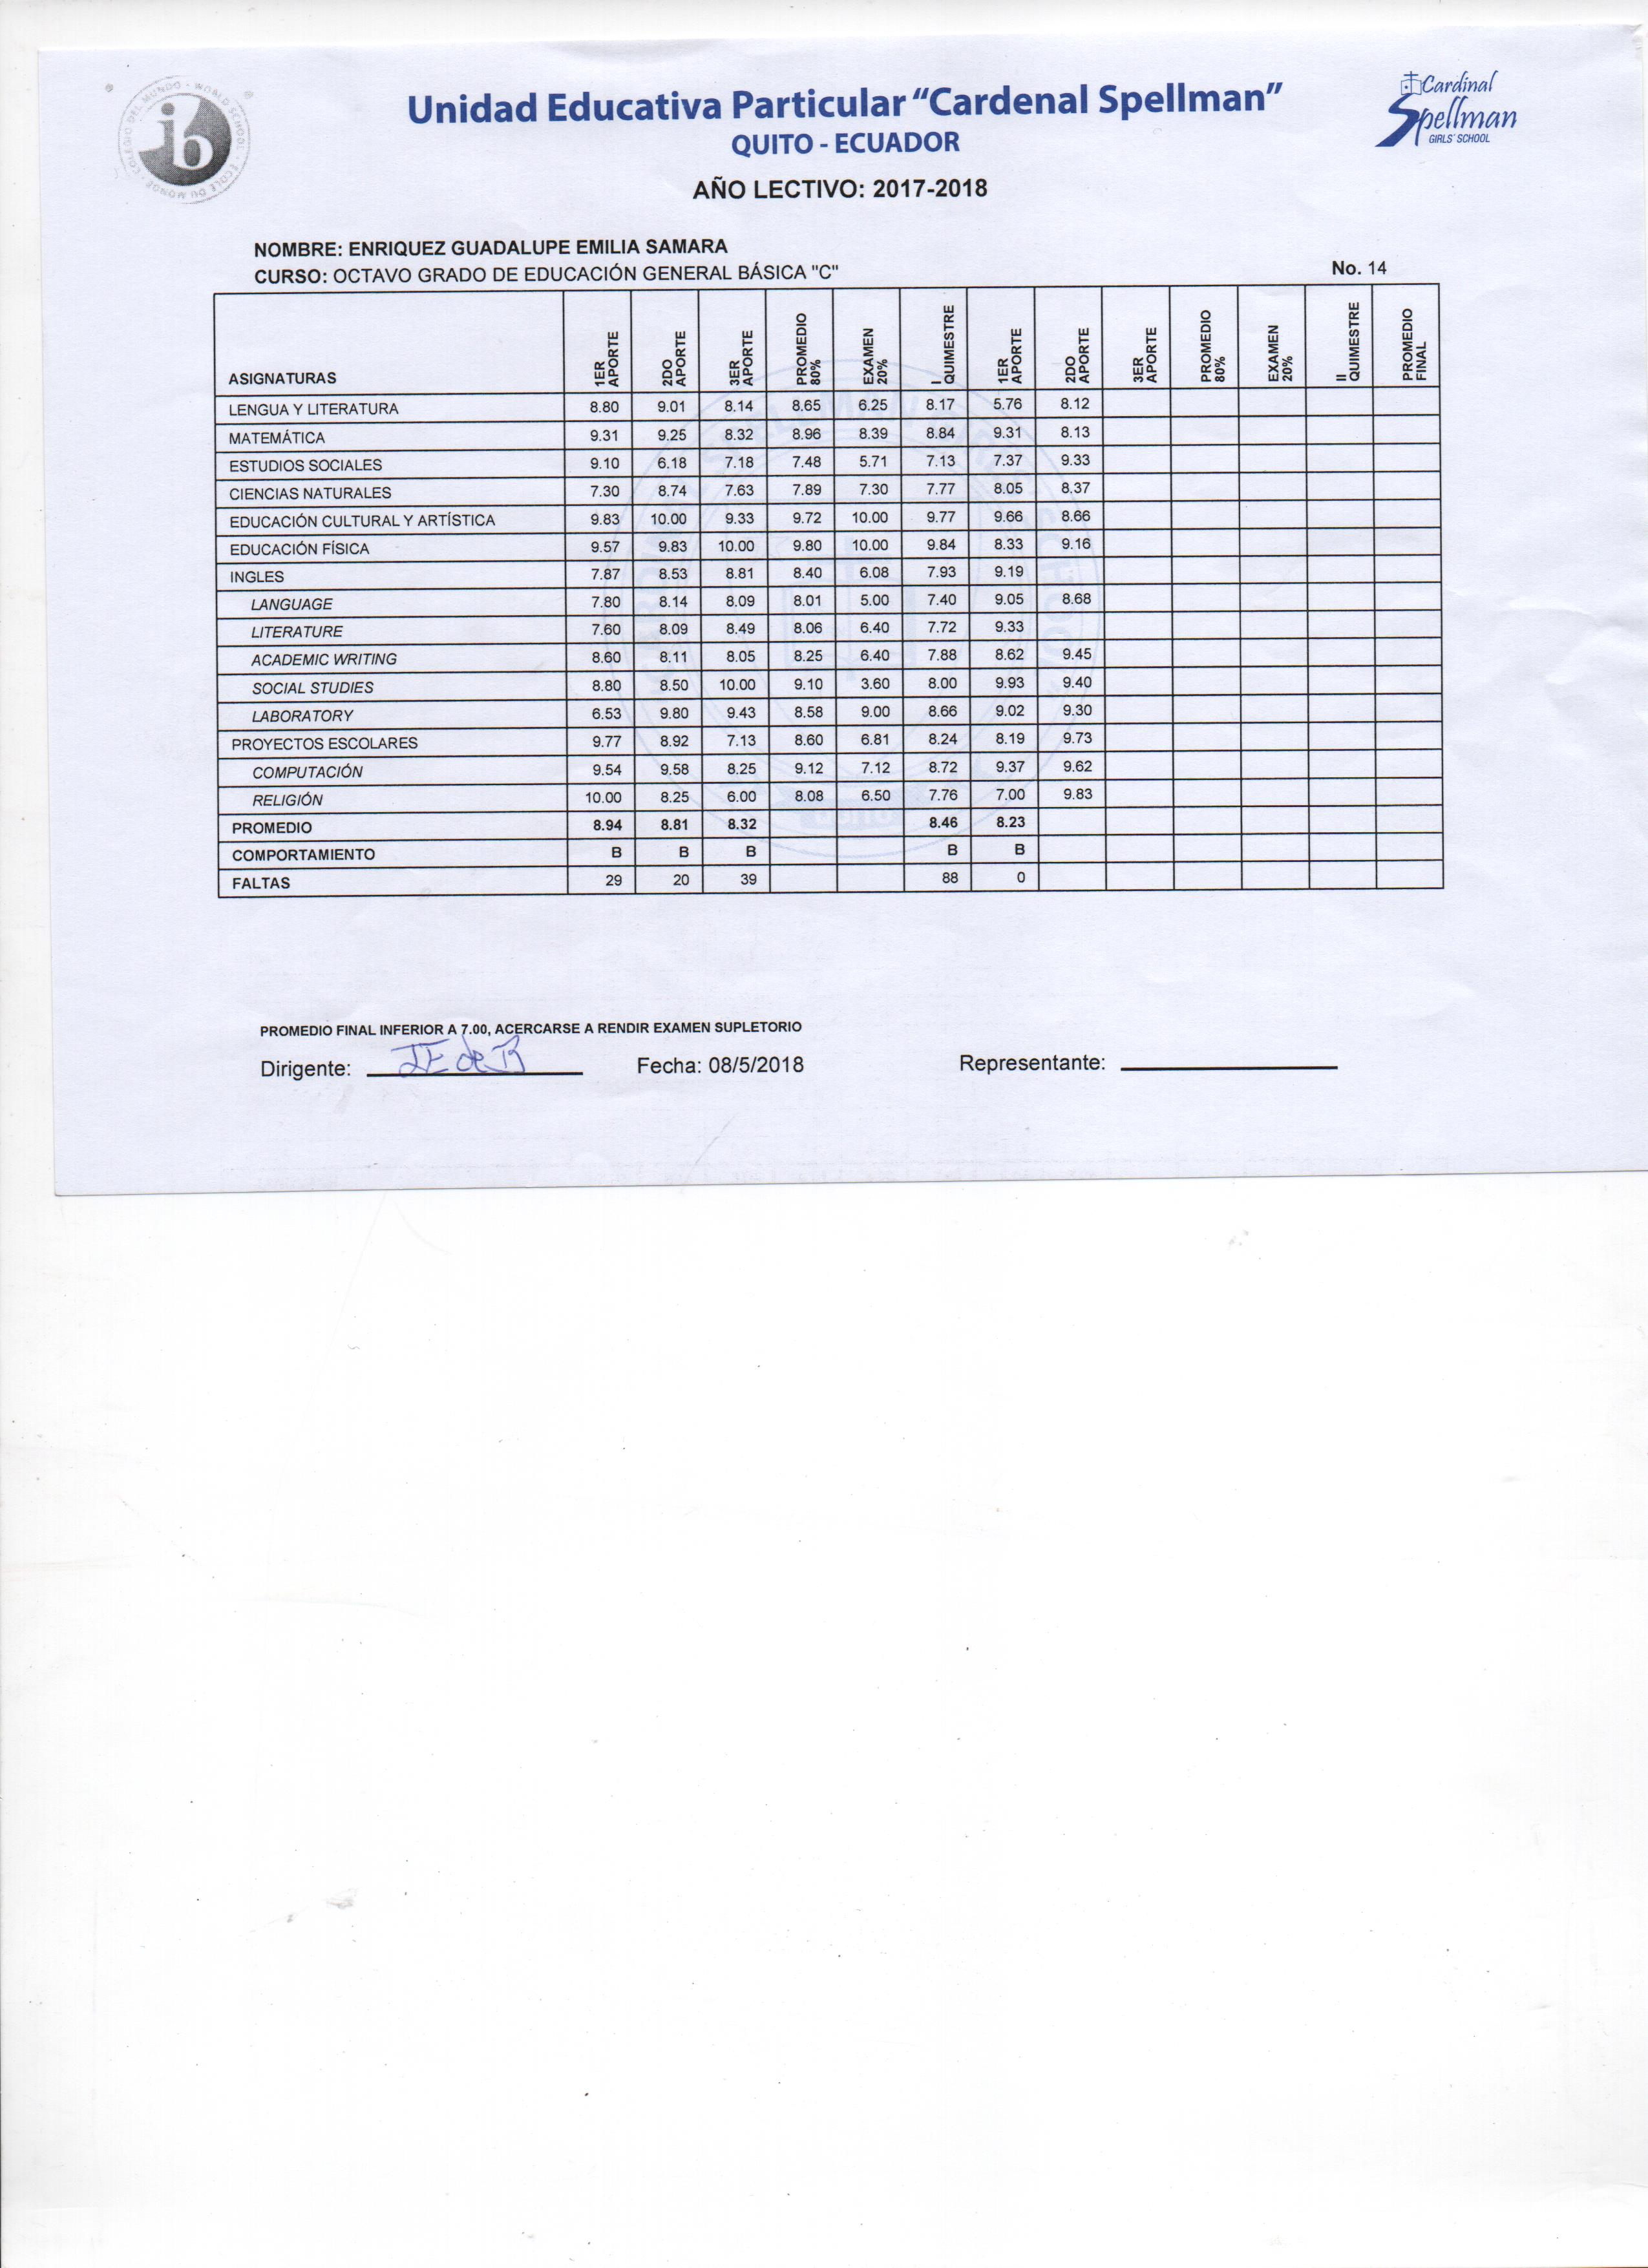 Unidad Educativa Particular “Cardenal Spellman”
QUITO - ECUADOR
AÑO LECTIVO: 2017-2018
COLEGIO DEL MUNDO · WORLD SCHOOL · ECOLE DU MONDE
ib
Cardinal
Spellman
GIRLS' SCHOOL
NOMBRE: ENRIQUEZ GUADALUPE EMILIA SAMARA
CURSO: OCTAVO GRADO DE EDUCACIÓN GENERAL BÁSICA "C" No. 14
ASIGNATURAS 1ER APORTE 2DO APORTE 3ER APORTE PROMEDIO 80% EXAMEN 20% I QUIMESTRE 1ER APORTE 2DO APORTE 3ER APORTE PROMEDIO 80% EXAMEN 20% II QUIMESTRE PROMEDIO FINAL
LENGUA Y LITERATURA 8.80 9.01 8.14 8.65 6.25 8.17 5.76 8.12
MATEMÁTICA 9.31 9.25 8.32 8.96 8.39 8.84 9.31 8.13
ESTUDIOS SOCIALES 9.10 6.18 7.18 7.48 5.71 7.13 7.37 9.33
CIENCIAS NATURALES 7.30 8.74 7.63 7.89 7.30 7.77 8.05 8.37
EDUCACIÓN CULTURAL Y ARTÍSTICA 9.83 10.00 9.33 9.72 10.00 9.77 9.66 8.66
EDUCACIÓN FÍSICA 9.57 9.83 10.00 9.80 10.00 9.84 8.33 9.16
INGLES 7.87 8.53 8.81 8.40 6.08 7.93 9.19
LANGUAGE 7.80 8.14 8.09 8.01 5.00 7.40 9.05 8.68
LITERATURE 7.60 8.09 8.49 8.06 6.40 7.72 9.33
ACADEMIC WRITING 8.60 8.11 8.05 8.25 6.40 7.88 8.62 9.45
SOCIAL STUDIES 8.80 8.50 10.00 9.10 3.60 8.00 9.93 9.40
LABORATORY 6.53 9.80 9.43 8.58 9.00 8.66 9.02 9.30
PROYECTOS ESCOLARES 9.77 8.92 7.13 8.60 6.81 8.24 8.19 9.73
COMPUTACIÓN 9.54 9.58 8.25 9.12 7.12 8.72 9.37 9.62
RELIGIÓN 10.00 8.25 6.00 8.08 6.50 7.76 7.00 9.83
PROMEDIO 8.94 8.81 8.32 8.46 8.23
COMPORTAMIENTO B B B B B
FALTAS 29 20 39 88 0
PROMEDIO FINAL INFERIOR A 7.00, ACERCARSE A RENDIR EXAMEN SUPLETORIO
Dirigente: Fecha: 08/5/2018 Representante: